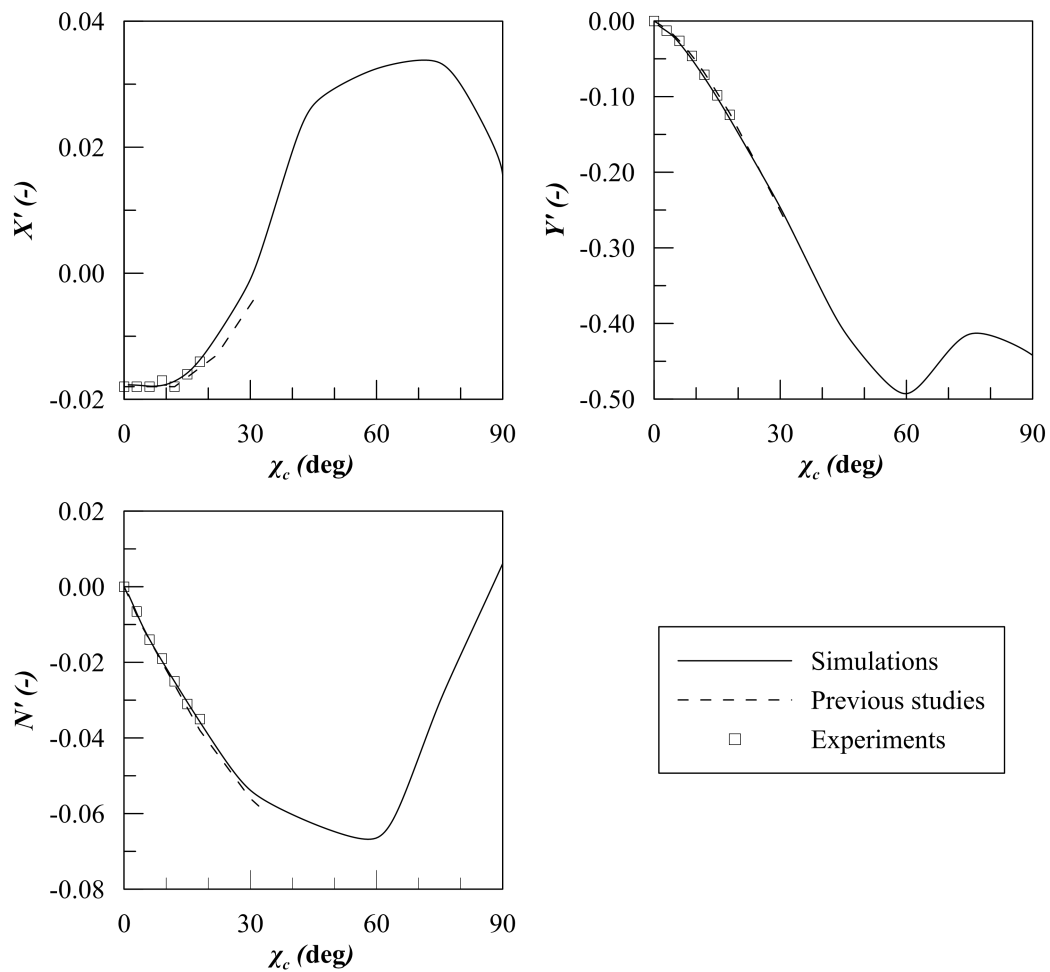 0.04
0.02
0.00
-0.02
X' (-)
0 30 60 90
χc (deg)
0.00
-0.10
-0.20
-0.30
-0.40
-0.50
Y' (-)
0 30 60 90
χc (deg)
0.02
0.00
-0.02
-0.04
-0.06
-0.08
N' (-)
0 30 60 90
χc (deg)
Simulations
Previous studies
Experiments